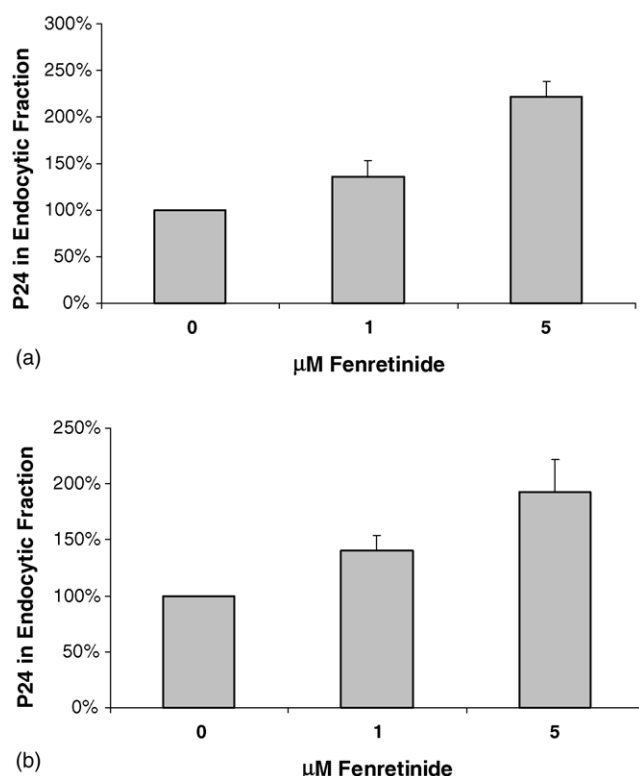 300%
250%
200%
150%
100%
50%
0%
P24 in Endocytic Fraction
0 1 5
(a)
μM Fenretinide
250%
200%
150%
100%
50%
0%
P24 in Endocytic Fraction
0 1 5
(b)
μM Fenretinide